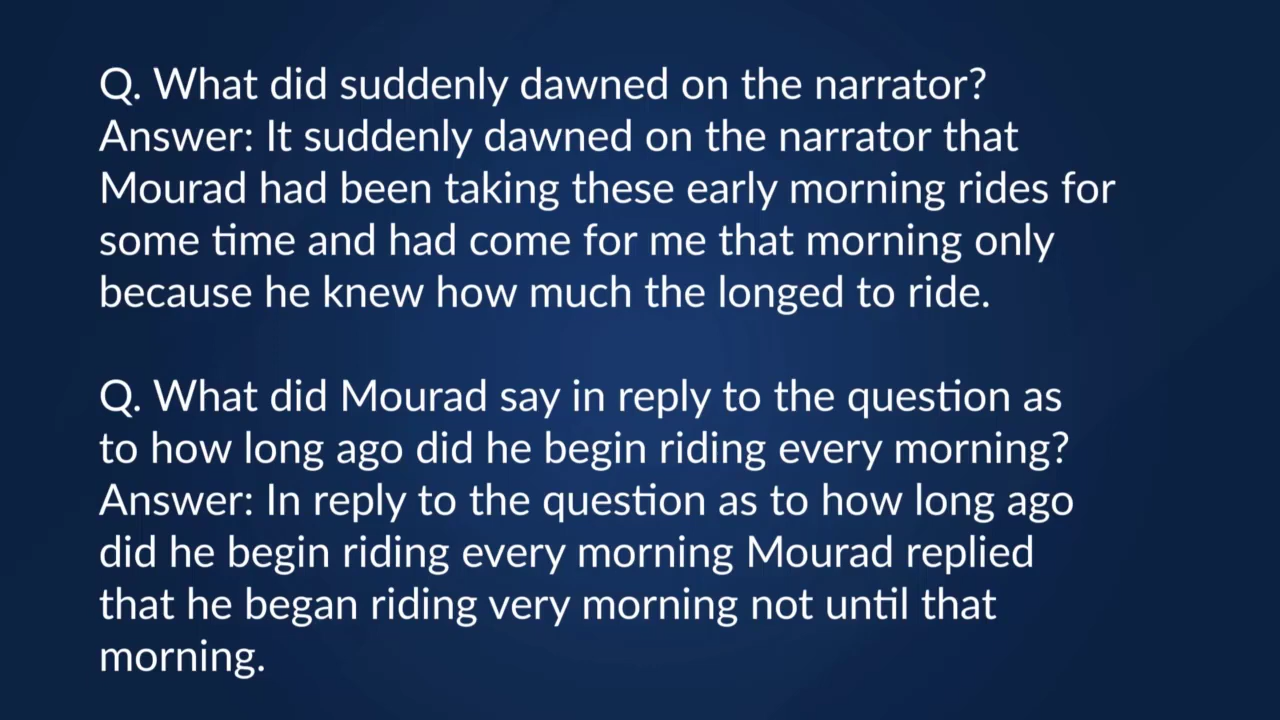 Q. What did suddenly dawned on the narrator?
Answer: It suddenly dawned on the narrator that
Mourad had been taking these early morning rides for
some time and had come for me that morning only
because he knew how much the longed to ride.
Q. What did Mourad say in reply to the question as
to how long ago did he begin riding every morning?
Answer: In reply to the question as to how long ago
did he begin riding every morning Mourad replied
that he began riding very morning not until that
morning.